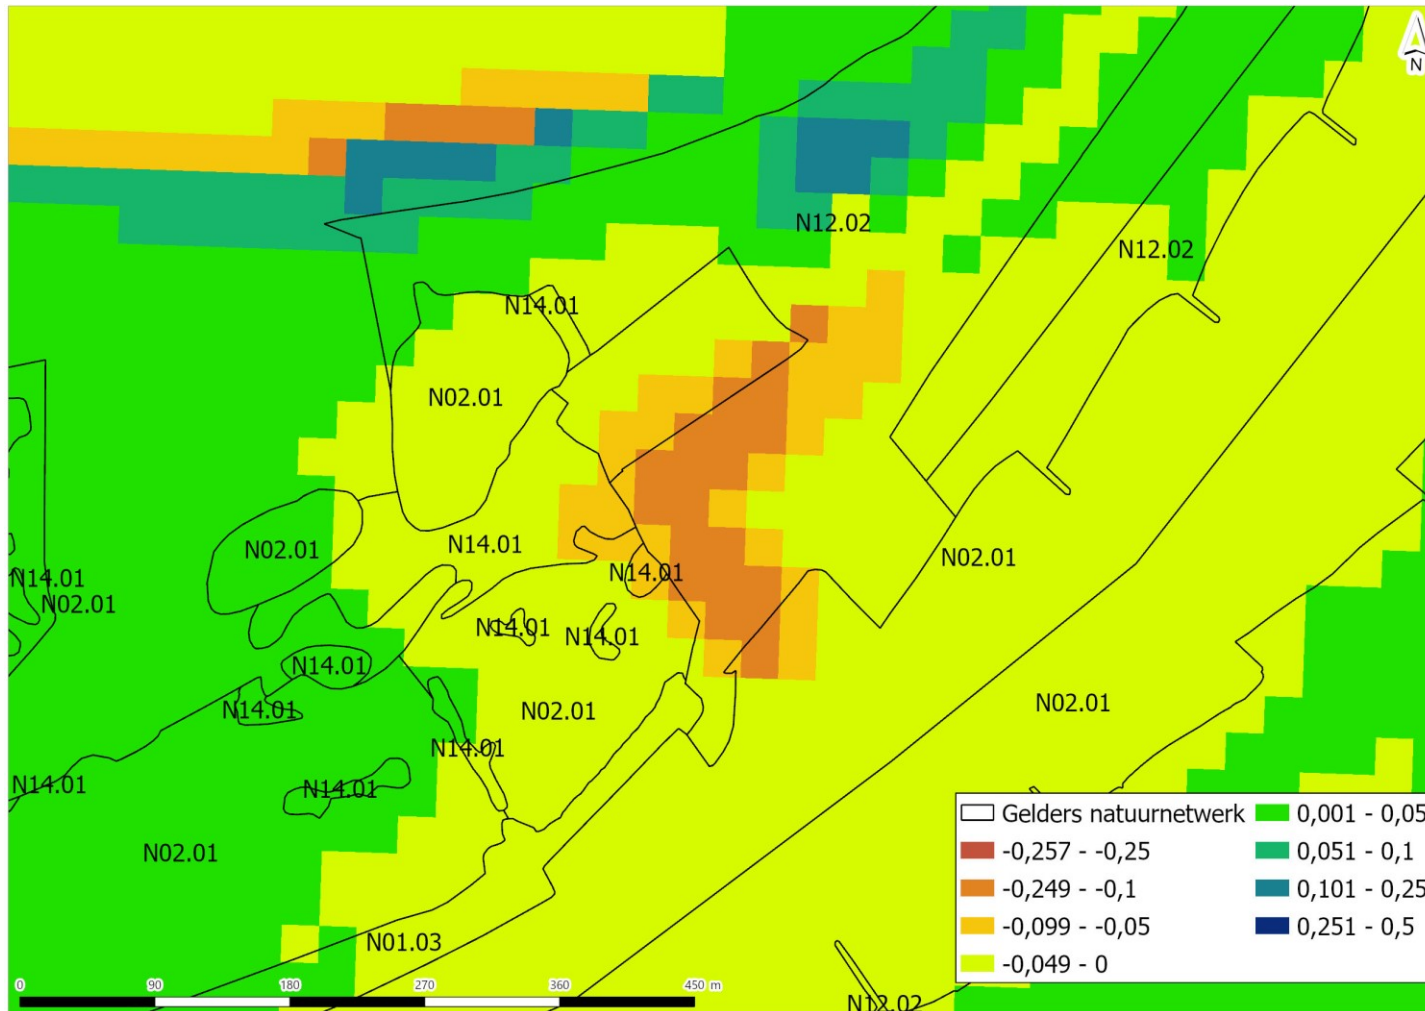 N
N12.02
N12.02
N14.01
N02.01
N02.01
N14.01
N02.01
N14.01
N14.01
N02.01
N14.01
N14.01
N14.01
N14.01
N02.01
N02.01
N14.01
N14.01
N14.01
N02.01
N01.03
N12.02
Gelders natuurnetwerk
-0,257 - -0,25
-0,249 - -0,1
-0,099 - -0,05
-0,049 - 0
0,001 - 0,05
0,051 - 0,1
0,101 - 0,25
0,251 - 0,5
0 90 180 270 360 450 m